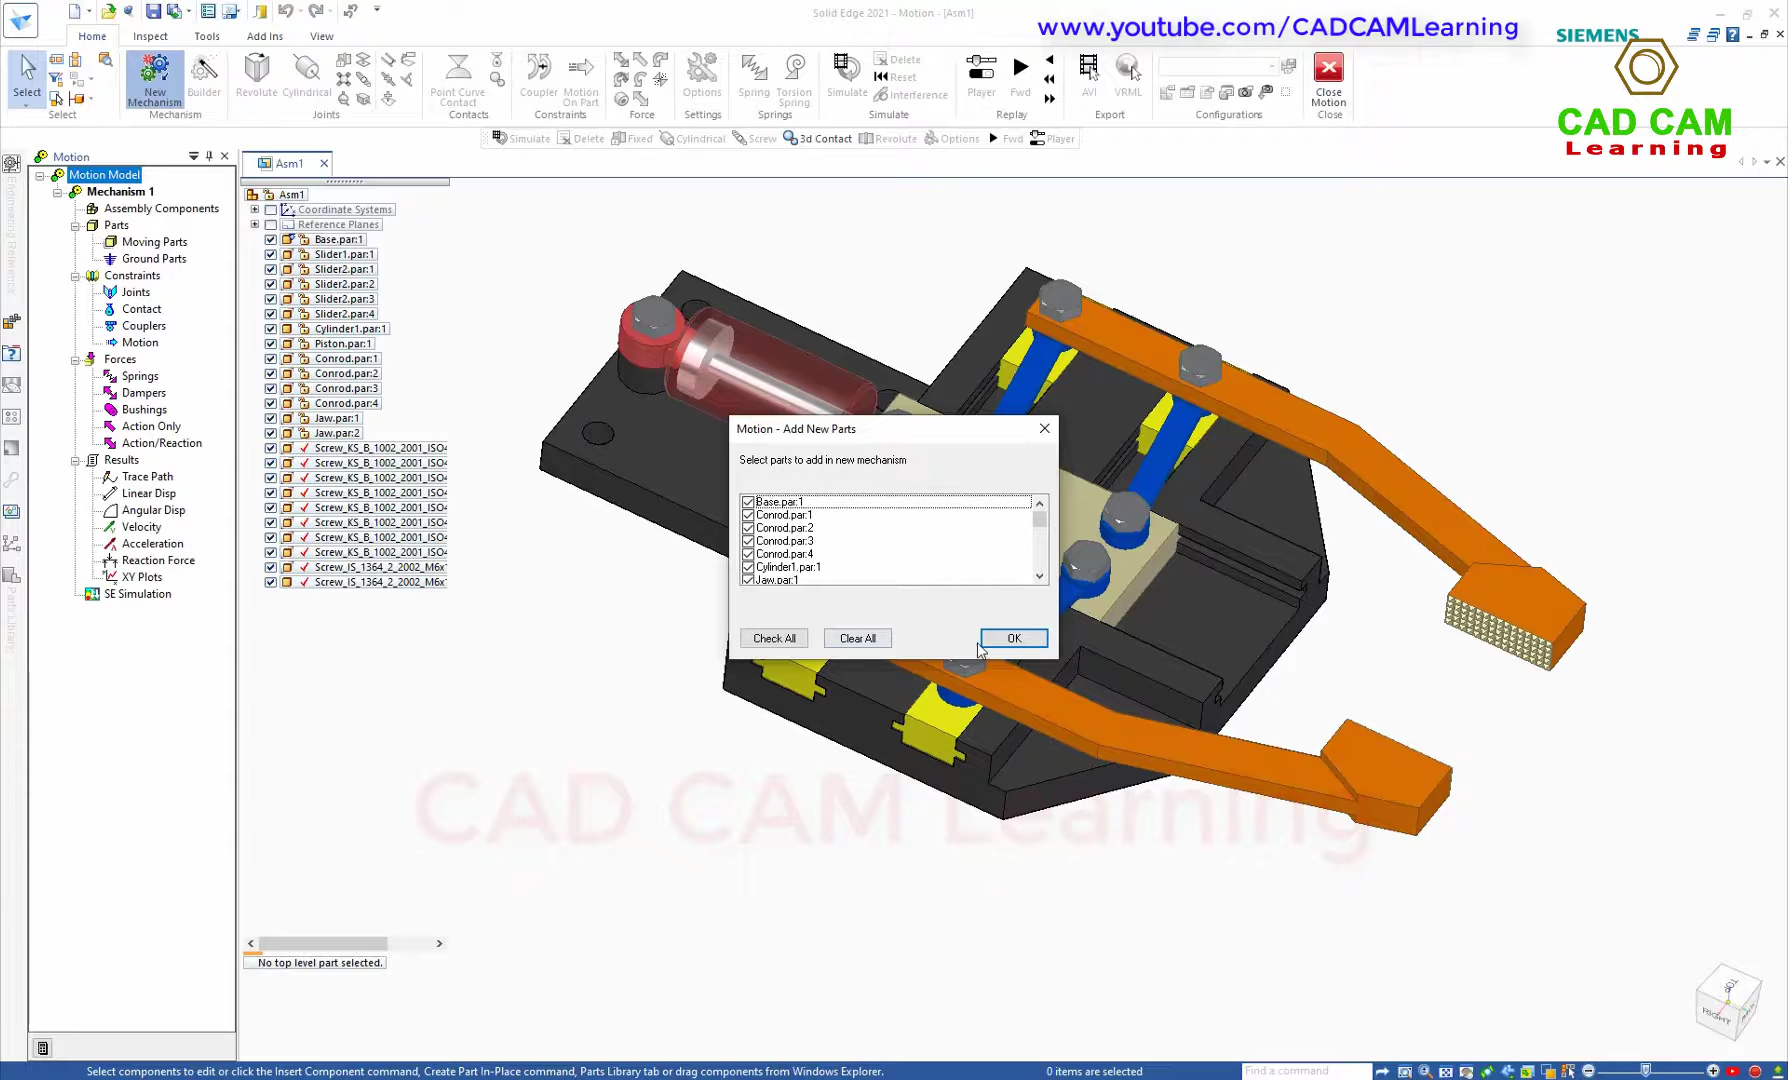 Solid Edge 2021 - Motion - [Asm1]
www.youtube.com/CADCAMLearning
SIEMENS
Home
Inspect
Tools
Add Ins
View
Select
New Mechanism
Builder
Revolute
Cylindrical
Point Curve Contact
Coupler
Motion On Part
Options
Spring
Torsion Spring
Simulate
Delete
Reset
Interference
Player
Fwd
AVI
VRML
Close Motion
Select
Mechanism
Joints
Contacts
Constraints
Force
Settings
Springs
Simulate
Replay
Export
Configurations
Close
CAD CAM
Learning
Simulate
Delete
Fixed
Cylindrical
Screw
3d Contact
Revolute
Options
Fwd
Player
Motion
Motion Model
Mechanism 1
Assembly Components
Parts
Moving Parts
Ground Parts
Constraints
Joints
Contact
Couplers
Motion
Forces
Springs
Dampers
Bushings
Action Only
Action/Reaction
Results
Trace Path
Linear Disp
Angular Disp
Velocity
Acceleration
Reaction Force
XY Plots
SE Simulation
Asm1
Asm1
Coordinate Systems
Reference Planes
Base.par:1
Slider1.par:1
Slider2.par:1
Slider2.par:2
Slider2.par:3
Slider2.par:4
Cylinder1.par:1
Piston.par:1
Conrod.par:1
Conrod.par:2
Conrod.par:3
Conrod.par:4
Jaw.par:1
Jaw.par:2
Screw_KS_B_1002_2001_ISO4
Screw_KS_B_1002_2001_ISO4
Screw_KS_B_1002_2001_ISO4
Screw_KS_B_1002_2001_ISO4
Screw_KS_B_1002_2001_ISO4
Screw_KS_B_1002_2001_ISO4
Screw_KS_B_1002_2001_ISO4
Screw_KS_B_1002_2001_ISO4
Screw_IS_1364_2_2002_M6x
Screw_IS_1364_2_2002_M6x
No top level part selected.
Motion - Add New Parts
Select parts to add in new mechanism
Base.par:1
Conrod.par:1
Conrod.par:2
Conrod.par:3
Conrod.par:4
Cylinder1.par:1
Jaw.par:1
Check All
Clear All
OK
CAD CAM Learning
TOP
RIGHT
Select components to edit or click the Insert Component command, Create Part In-Place command, Parts Library tab or drag components from Windows Explorer.
0 items are selected
Find a command